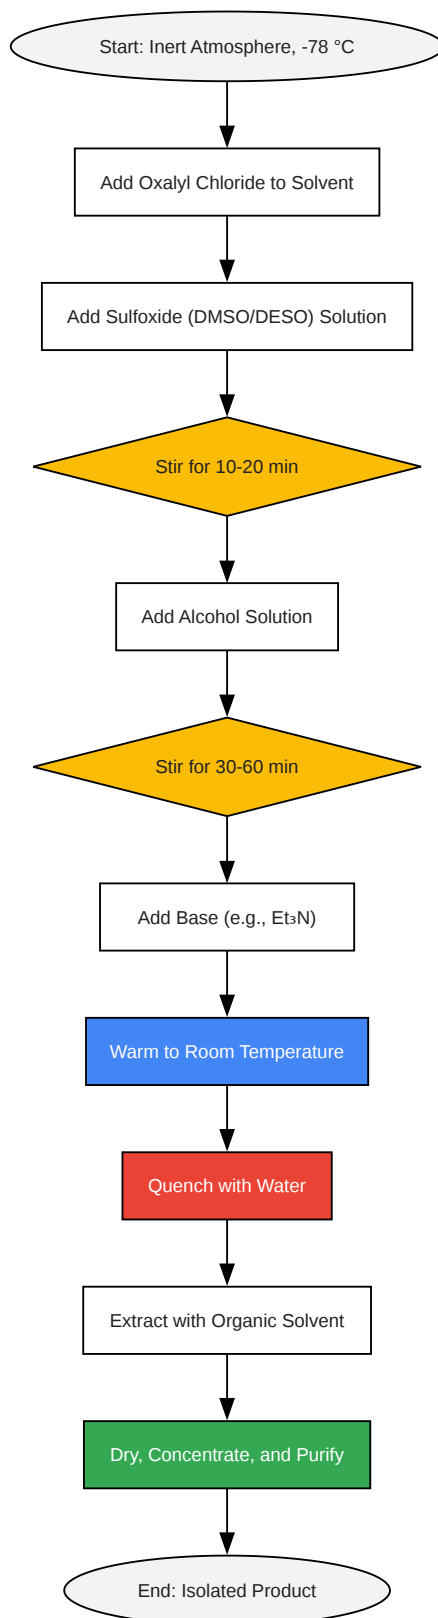 Start: Inert Atmosphere, -78 °C
Add Oxalyl Chloride to Solvent
Add Sulfoxide (DMSO/DESO) Solution
Stir for 10-20 min
Add Alcohol Solution
Stir for 30-60 min
Add Base (e.g., Et₃N)
Warm to Room Temperature
Quench with Water
Extract with Organic Solvent
Dry, Concentrate, and Purify
End: Isolated Product